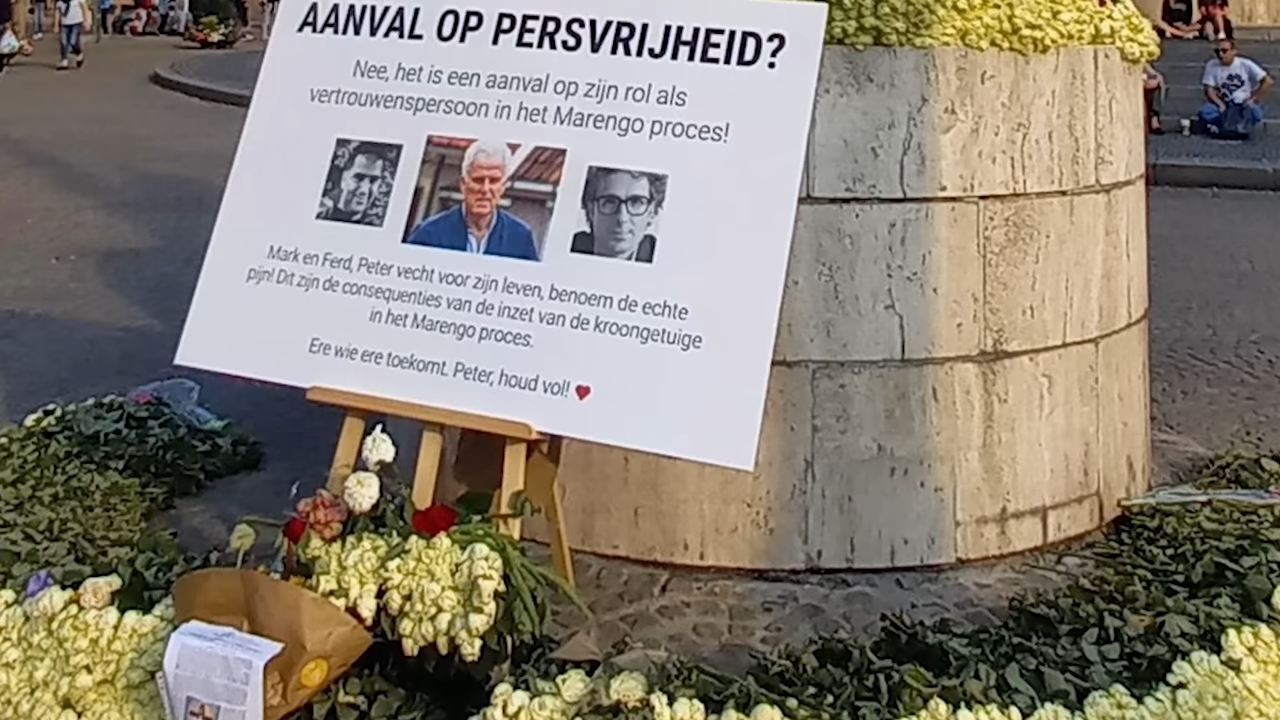 AANVAL OP PERSVRIJHEID?
Nee, het is een aanval op zijn rol als
vertrouwenspersoon in het Marengo proces!
Mark en Ferd, Peter vecht voor zijn leven, benoem de echte
pijn! Dit zijn de consequenties van de inzet van de kroongetuige
in het Marengo proces.
Ere wie ere toekomt. Peter, houd vol! ♥